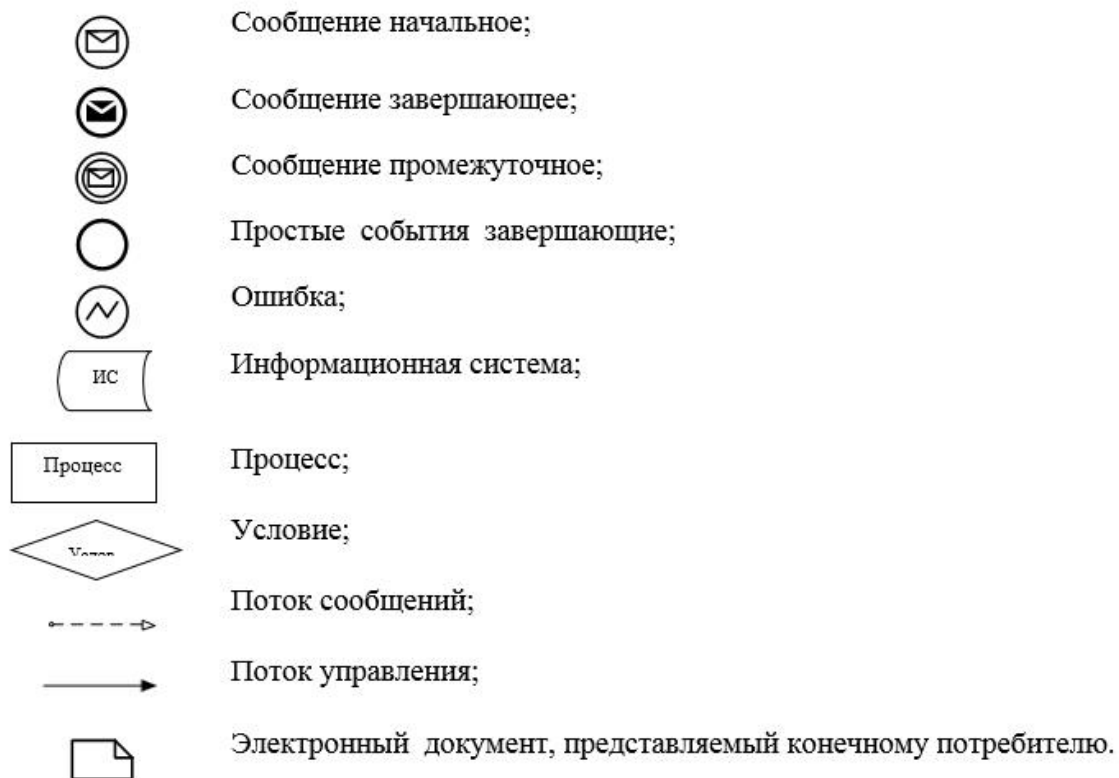 Сообщение начальное;
Сообщение завершающее;
Сообщение промежуточное;
Простые события завершающие;
Ошибка;
ИС Информационная система;
Процесс Процесс;
Условие;
Поток сообщений;
Поток управления;
Электронный документ, представляемый конечному потребителю.